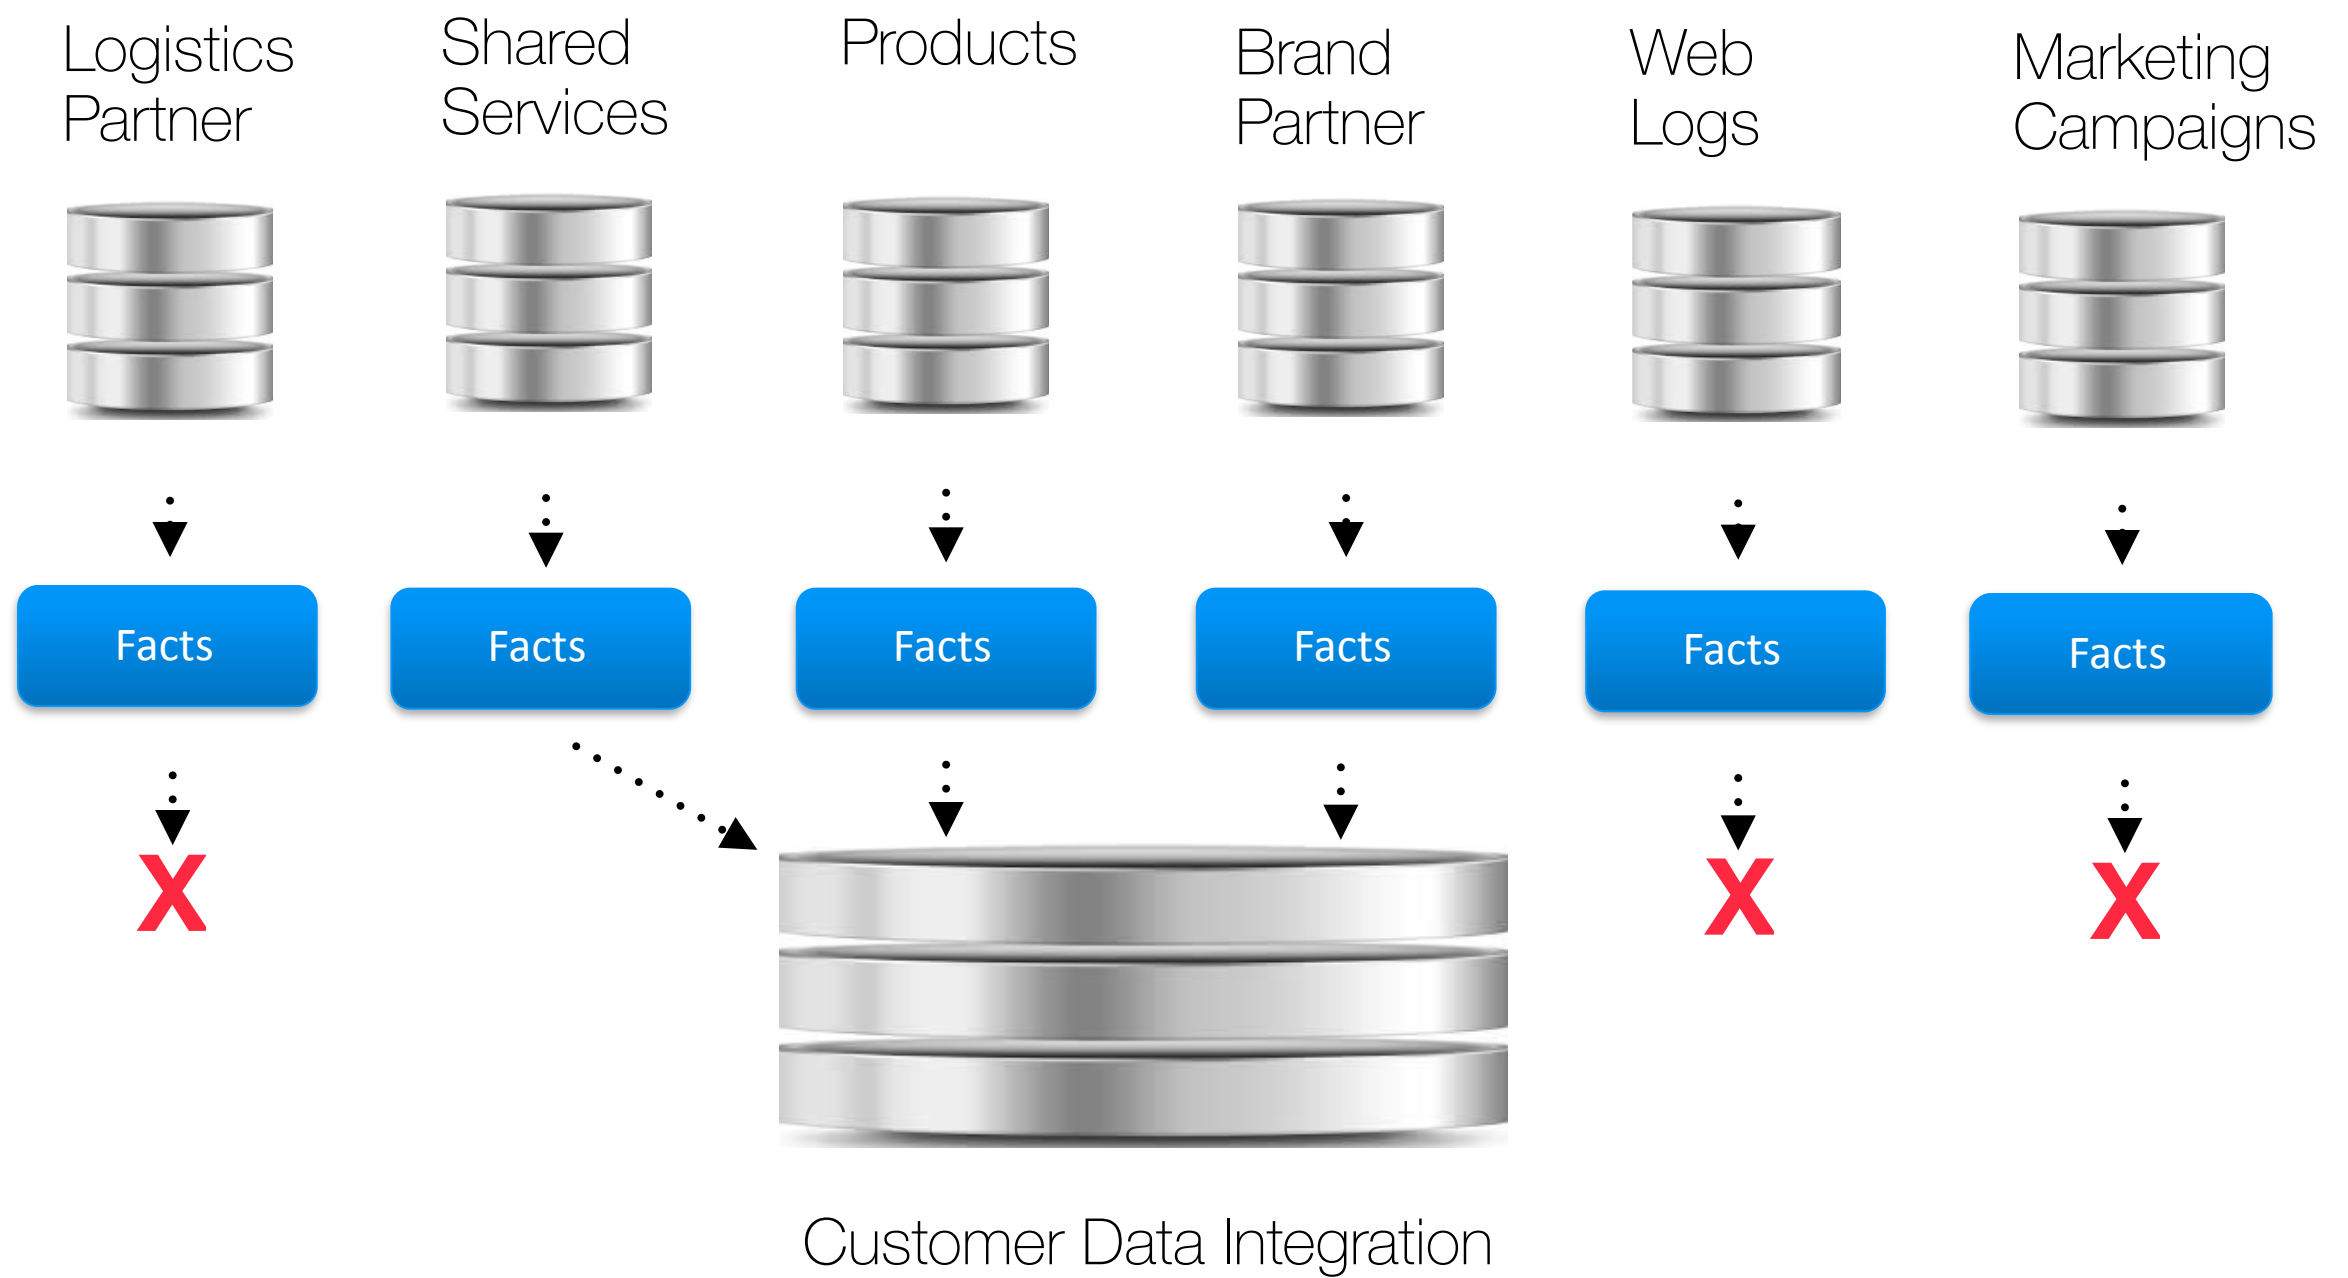 Logistics
Partner
Shared
Services
Products
Brand
Partner
Web
Logs
Marketing
Campaigns
Facts
Facts
Facts
Facts
Facts
Facts
X
X
X
Customer Data Integration